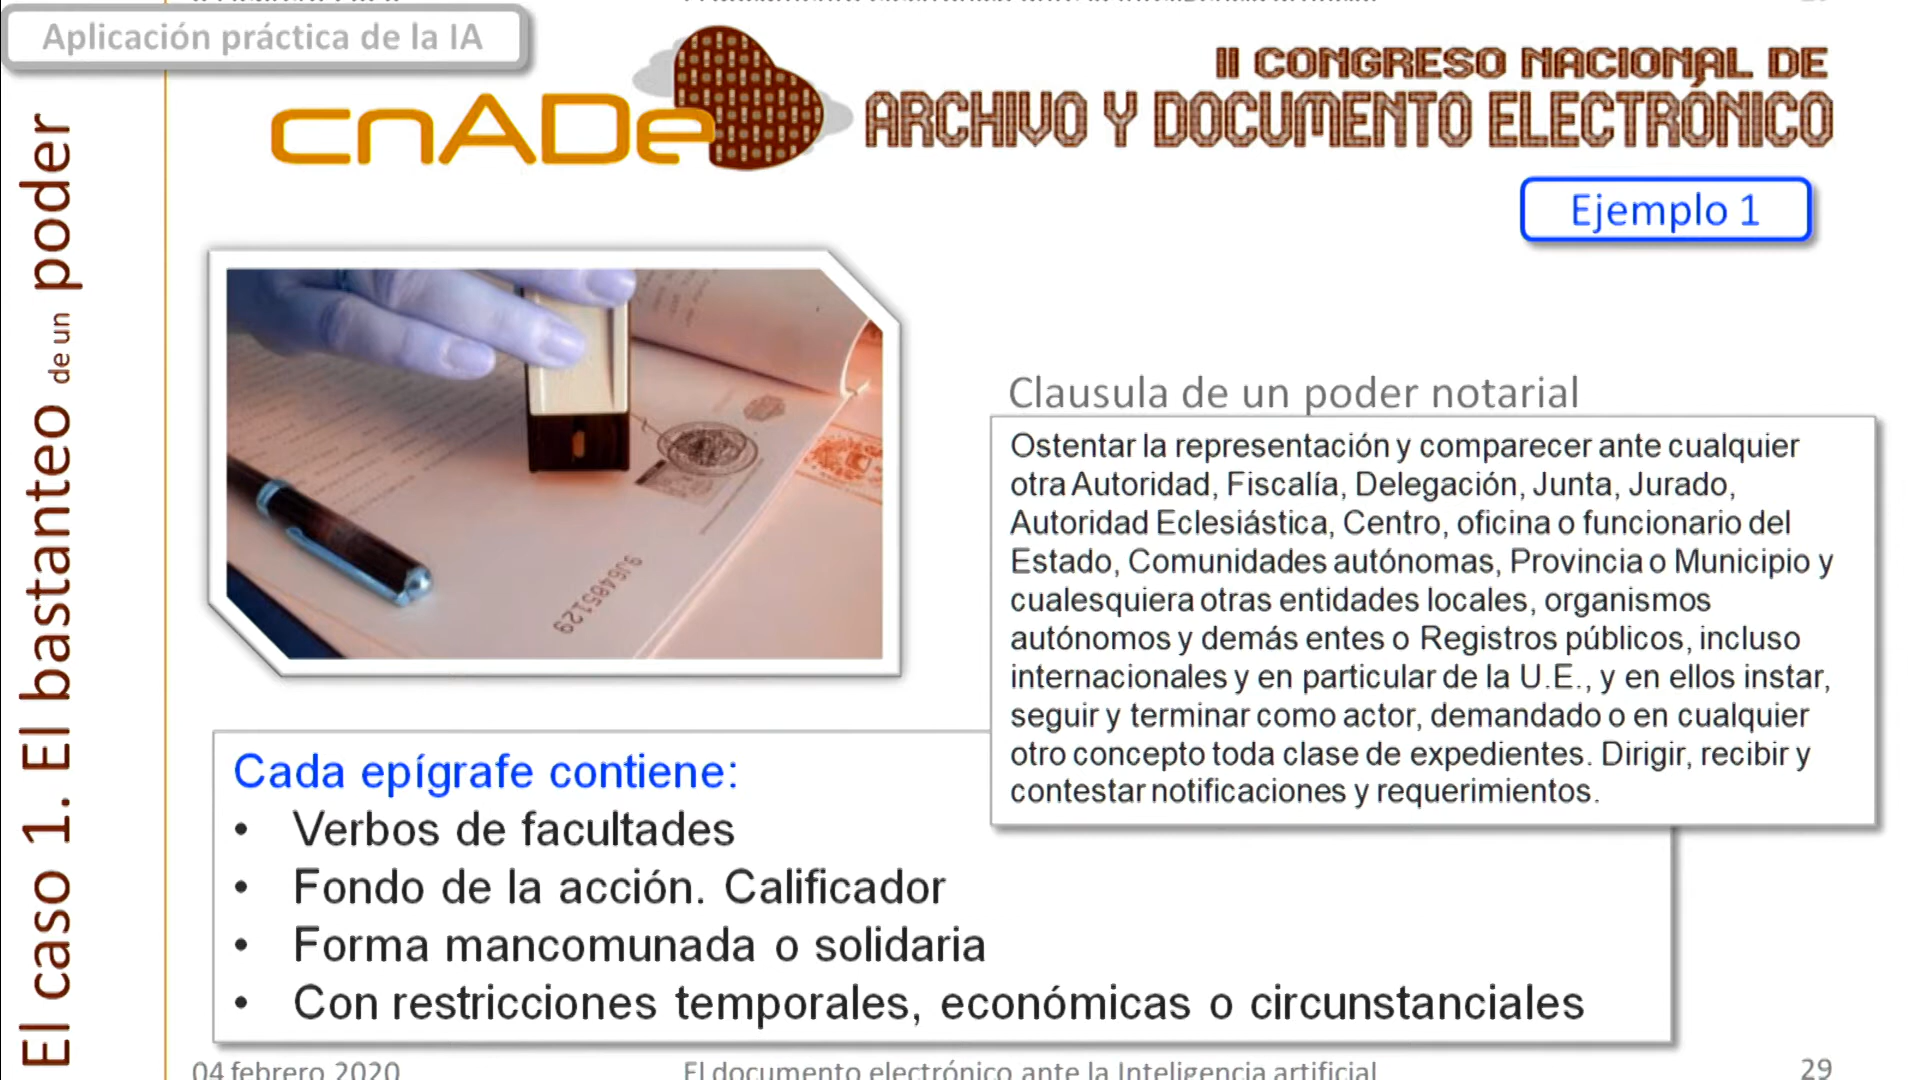 Aplicación práctica de la IA
cnADe
II CONGRESO NACIONAL DE
ARCHIVO Y DOCUMENTO ELECTRÓNICO
Ejemplo 1
El caso 1. El bastanteo de un poder
9J6485129
Clausula de un poder notarial
Ostentar la representación y comparecer ante cualquier
otra Autoridad, Fiscalía, Delegación, Junta, Jurado,
Autoridad Eclesiástica, Centro, oficina o funcionario del
Estado, Comunidades autónomas, Provincia o Municipio y
cualesquiera otras entidades locales, organismos
autónomos y demás entes o Registros públicos, incluso
internacionales y en particular de la U.E., y en ellos instar,
seguir y terminar como actor, demandado o en cualquier
otro concepto toda clase de expedientes. Dirigir, recibir y
contestar notificaciones y requerimientos.
Cada epígrafe contiene:
• Verbos de facultades
• Fondo de la acción. Calificador
• Forma mancomunada o solidaria
• Con restricciones temporales, económicas o circunstanciales
04 febrero 2020
El documento electrónico ante la Inteligencia artificial
29